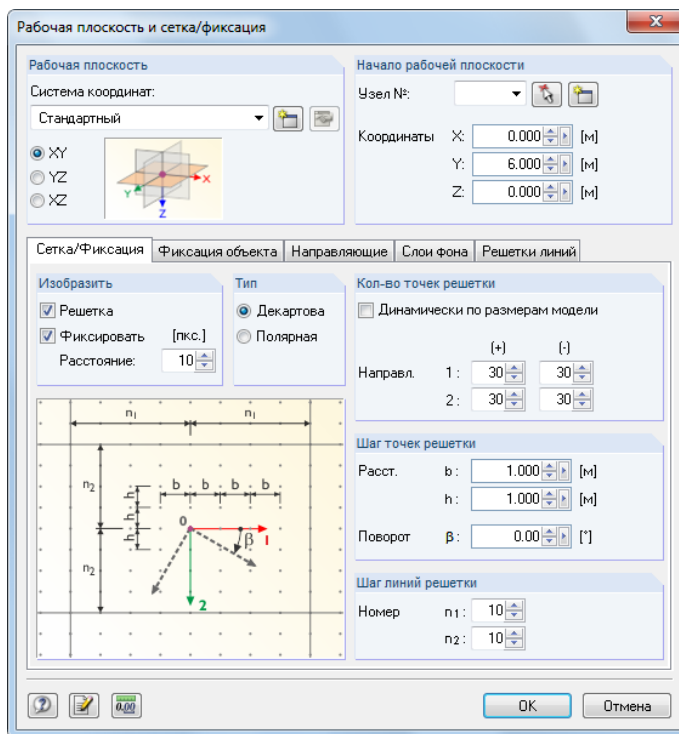 Рабочая плоскость и сетка/фиксация
Рабочая плоскость
Система координат:
Стандартный
XY
YZ
XZ
X
Y
Z
Начало рабочей плоскости
Узел №:
Координаты X: 0.000 [м]
Y: 6.000 [м]
Z: 0.000 [м]
Сетка/Фиксация Фиксация объекта Направляющие Слои фона Решетки линий
Изобразить
Решетка
Фиксировать [пкс.]
Расстояние: 10
Тип
Декартова
Полярная
Кол-во точек решетки
Динамически по размерам модели
(+) (-)
Направл. 1: 30 30
2: 30 30
n1 n1
n2
b b b b
h
h
h
0
β 1
n2
2
Шаг точек решетки
Расст. b: 1.000 [м]
h: 1.000 [м]
Поворот β: 0.00 [°]
Шаг линий решетки
Номер n1: 10
n2: 10
0.00
OK Отмена